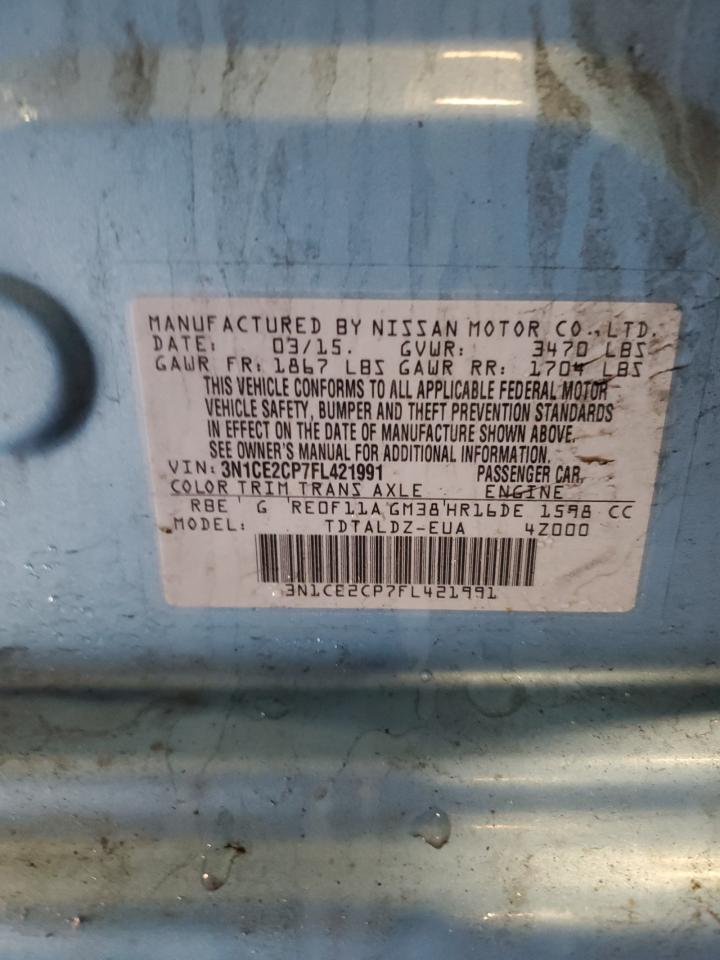 MANUFACTURED BY NISSAN MOTOR CO., LTD.
DATE: 03/15. GVWR: 3470 LBS
GAWR FR: 1867 LBS GAWR RR: 1704 LBS
THIS VEHICLE CONFORMS TO ALL APPLICABLE FEDERAL MOTOR
VEHICLE SAFETY, BUMPER AND THEFT PREVENTION STANDARDS
IN EFFECT ON THE DATE OF MANUFACTURE SHOWN ABOVE.
SEE OWNER'S MANUAL FOR ADDITIONAL INFORMATION.
VIN: 3N1CE2CP7FL421991 PASSENGER CAR.
COLOR TRIM TRANS AXLE ENGINE
RBE G RE0F11A GM38 HR16DE 1598 CC
MODEL: TDTALDZ-EUA 4Z000
3N1CE2CP7FL421991